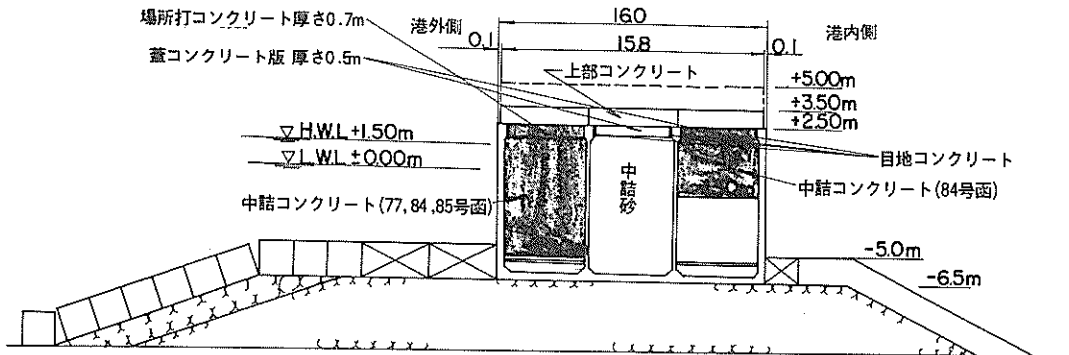 場所打コンクリート厚さ0.7m
蓋コンクリート版 厚さ0.5m
港外側
16.0
港内側
0.1
15.8
0.1
上部コンクリート
+5.00m
+3.50m
+2.50m
▽ H.W.L +1.50m
▽ L.W.L ±0.00m
目地コンクリート
中詰砂
中詰コンクリート(84号函)
中詰コンクリート(77,84,85号函)
-5.0m
-6.5m